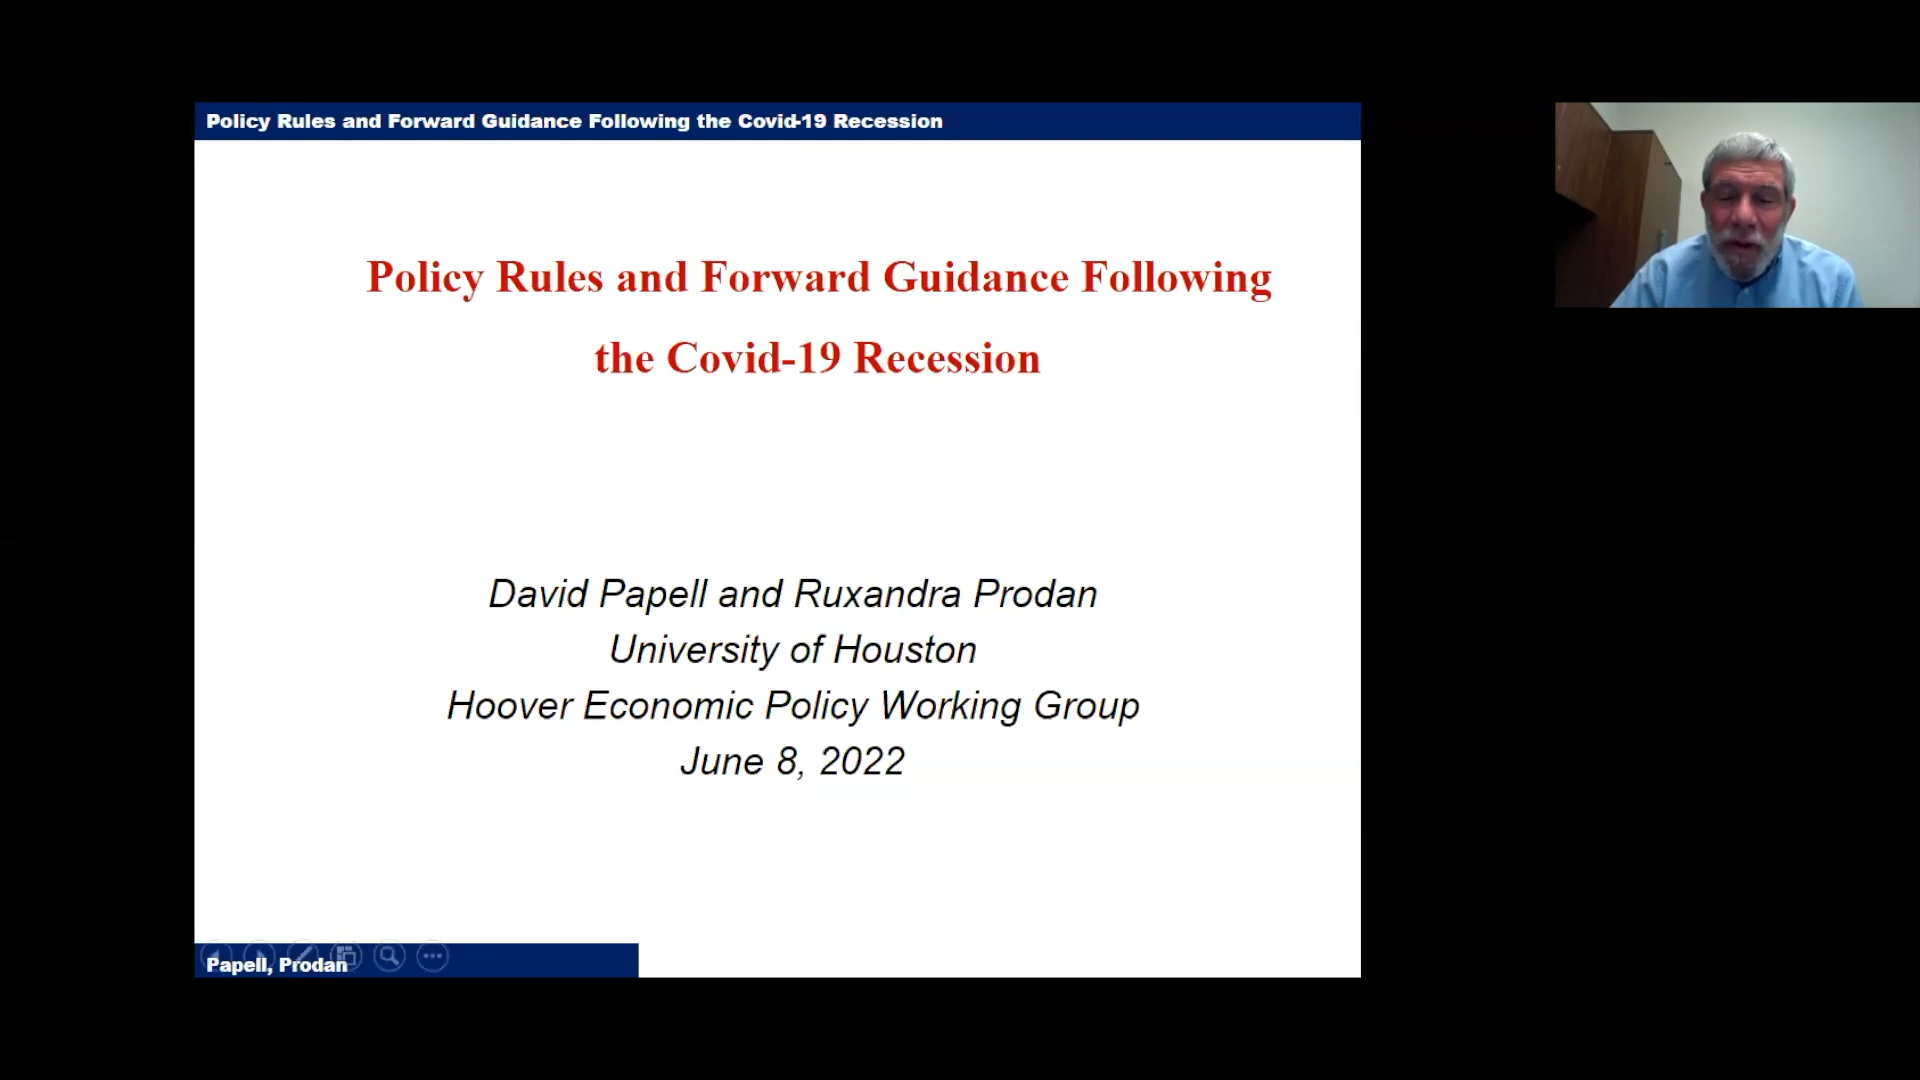 Policy Rules and Forward Guidance Following the Covid-19 Recession
Policy Rules and Forward Guidance Following
the Covid-19 Recession
David Papell and Ruxandra Prodan
University of Houston
Hoover Economic Policy Working Group
June 8, 2022
Papell, Prodan